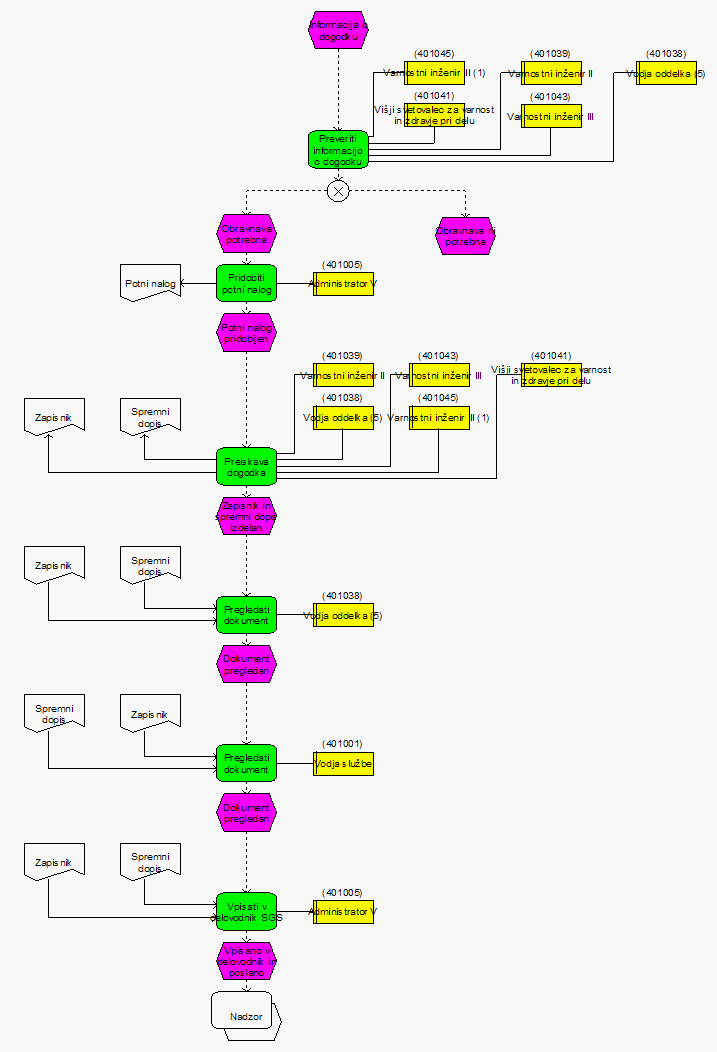 Informacija o
dogodku
(401045)
Varnostni inženir II (1)
(401039)
Varnostni inženir II
(401038)
Vodja oddelka (5)
(401041)
Višji svetovalec za varnost
in zdravje pri delu
(401043)
Varnostni inženir III
Preveriti
informacijo
o dogodku
Obravnava
potrebna
Obravnava ni
potrebna
Potni nalog
Pridobiti
potni nalog
(401005)
Administrator V
Potni nalog
pridobljen
(401039)
Varnostni inženir II
(401043)
Varnostni inženir III
(401041)
Višji svetovalec za varnost
in zdravje pri delu
(401038)
Vodja oddelka (5)
(401045)
Varnostni inženir II (1)
Zapisnik
Spremni
dopis
Preiskava
dogodka
Zapisnik in
spremni dopis
izdelan
Zapisnik
Spremni
dopis
Pregledati
dokument
(401038)
Vodja oddelka (5)
Dokument
pregledan
Spremni
dopis
Zapisnik
Pregledati
dokument
(401001)
Vodja službe
Dokument
pregledan
Zapisnik
Spremni
dopis
Vpisati v
delovodnik SGS
(401005)
Administrator V
Vpisano v
delovodnik in
poslano
Nadzor